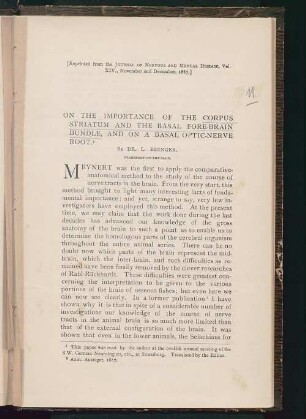 [Reprinted from the JOURNAL OF NERVOUS AND MENTAL DISEASE, Vol.
XIV., November and December, 1887.]
11.
ON THE IMPORTANCE OF THE CORPUS
STRIATUM AND THE BASAL FORE-BRAIN
BUNDLE, AND ON A BASAL OPTIC-NERVE
ROOT.¹
BY DR. L. EDINGER,
FRANKFORT-ON-THE-MAIN.
MEYNERT was the first to apply the comparative-
anatomical method to the study of the course of
nerve tracts in the brain. From the very start, this
method brought to light many interesting facts of funda-
mental importance; and yet, strange to say, very few in-
vestigators have employed this method. At the present
time, we may claim that the work done during the last
decades has advanced our knowledge of the gross
anatomy of the brain to such a point as to enable us to
determine the homologous parts of the cerebral organism
throughout the entire animal series. There can be no
doubt now which parts of the brain represent the mid-
brain, which the inter-brain, and such difficulties as re-
mained have been finally removed by the clever researches
of Rabl-Rückhardt. These difficulties were greatest con-
cerning the interpretation to be given to the various
portions of the brain of osseous fishes; but even here we
can now see clearly. In a former publication² I have
shown why it is that in spite of a considerable number of
investigations our knowledge of the course of nerve
tracts in the animal brain is so much more limited than
that of the external configuration of the brain. It was
shown that even in the lower animals, the Selachians for
¹ This paper was read by the author at the twelfth annual meeting of the
S. W. German Neurologists, etc., at Strassburg. Translated by the Editor.
² Anat. Anzeiger, 1887.